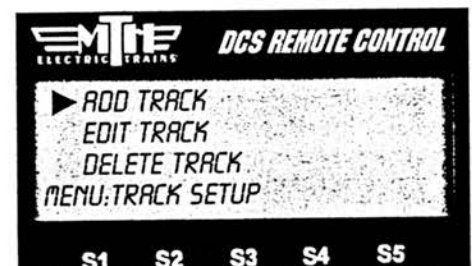 MTH DCS REMOTE CONTROL
ELECTRIC TRAINS
ADD TRACK
EDIT TRACK
DELETE TRACK
MENU:TRACK SETUP
S1 S2 S3 S4 S5